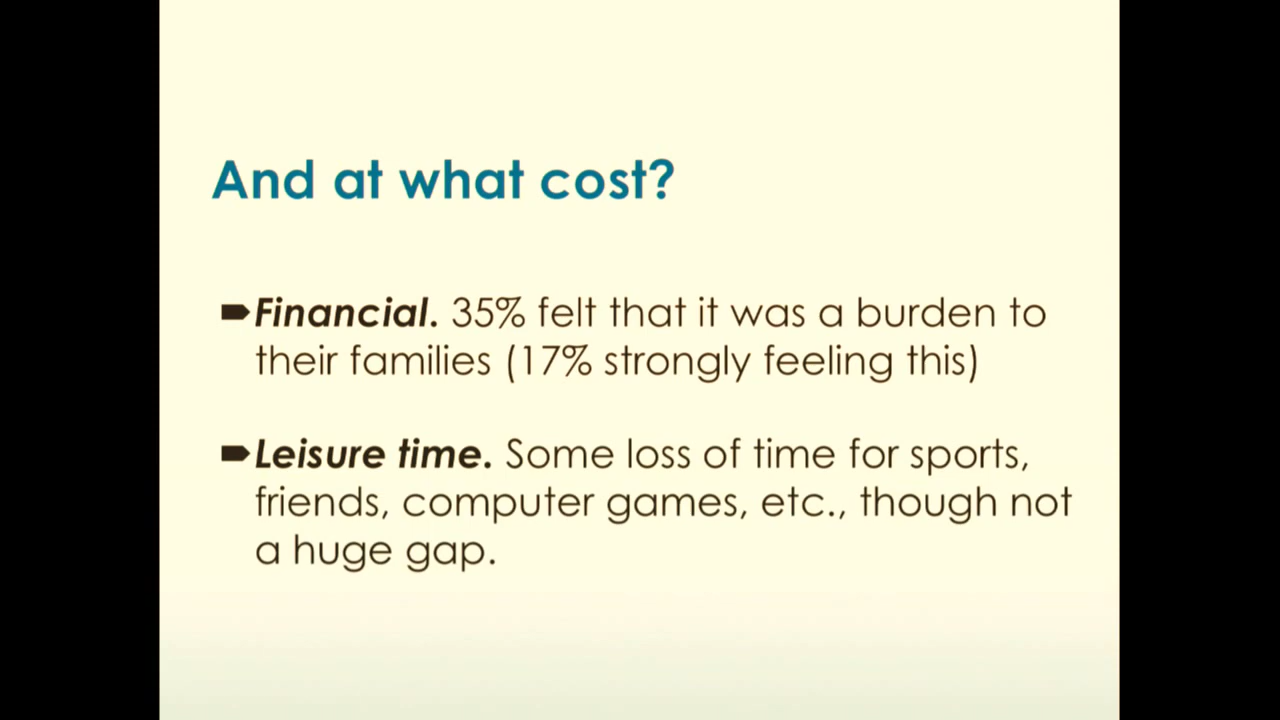 And at what cost?
Financial. 35% felt that it was a burden to
their families (17% strongly feeling this)
Leisure time. Some loss of time for sports,
friends, computer games, etc., though not
a huge gap.